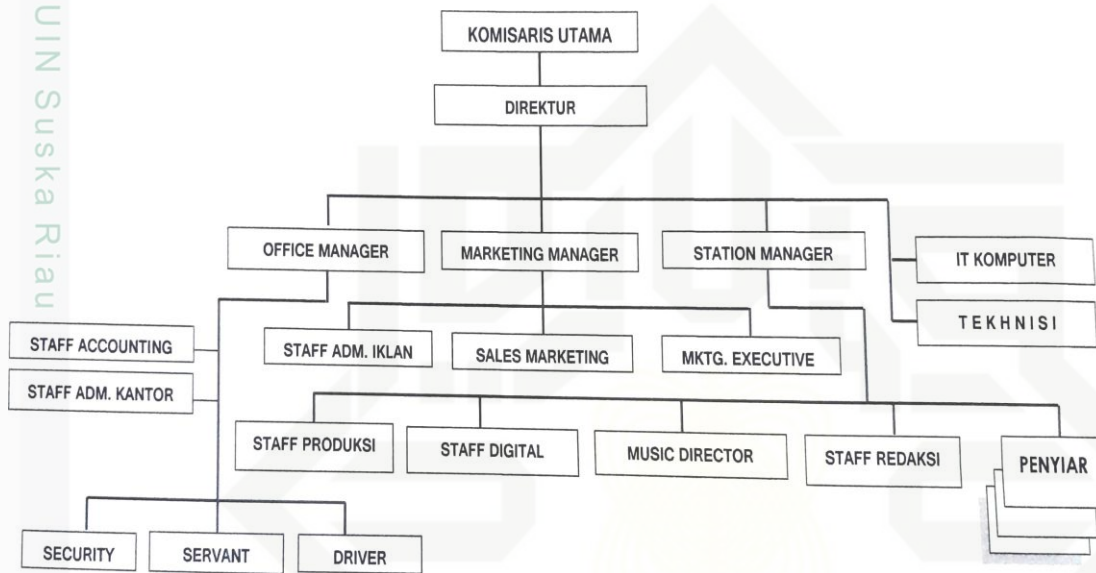 UIN Suska Riau
KOMISARIS UTAMA
DIREKTUR
OFFICE MANAGER
MARKETING MANAGER
STATION MANAGER
IT KOMPUTER
TEKHNISI
STAFF ACCOUNTING
STAFF ADM. KANTOR
STAFF ADM. IKLAN
SALES MARKETING
MKTG. EXECUTIVE
STAFF PRODUKSI
STAFF DIGITAL
MUSIC DIRECTOR
STAFF REDAKSI
PENYIAR
SECURITY
SERVANT
DRIVER